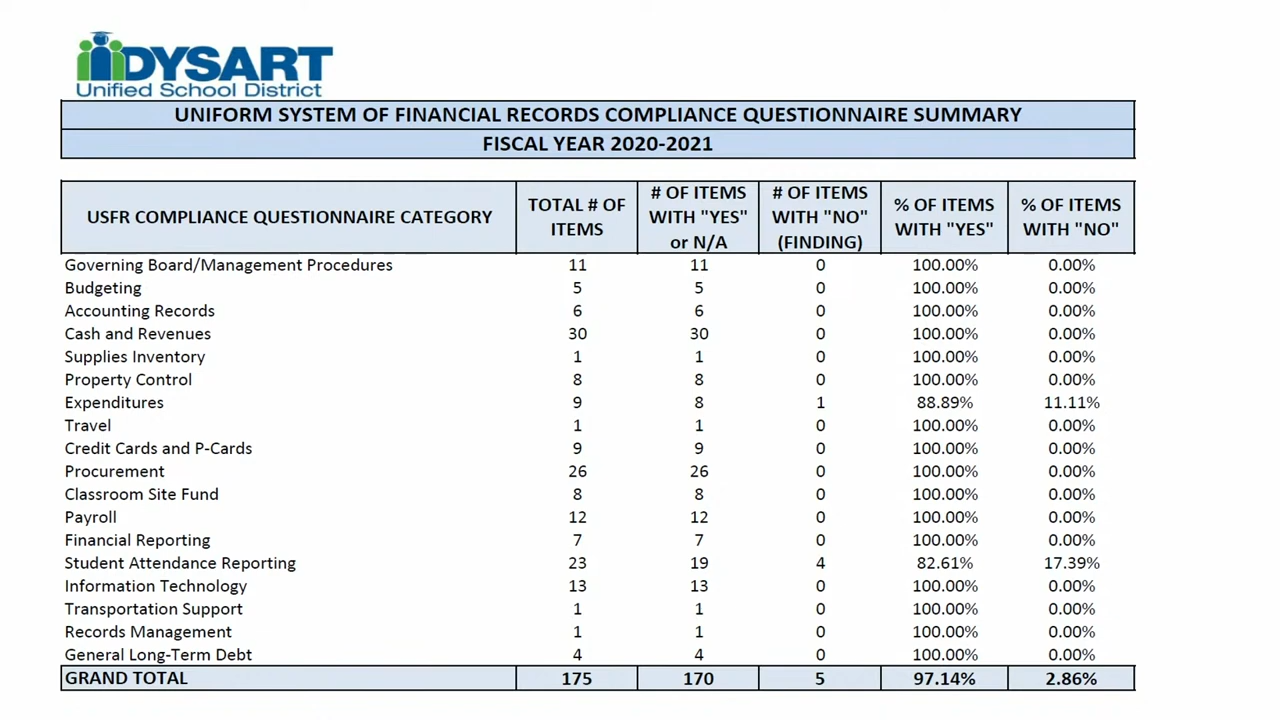 DYSART
Unified School District
UNIFORM SYSTEM OF FINANCIAL RECORDS COMPLIANCE QUESTIONNAIRE SUMMARY
FISCAL YEAR 2020-2021
USFR COMPLIANCE QUESTIONNAIRE CATEGORY TOTAL # OF ITEMS # OF ITEMS WITH "YES" or N/A # OF ITEMS WITH "NO" (FINDING) % OF ITEMS WITH "YES" % OF ITEMS WITH "NO"
Governing Board/Management Procedures 11 11 0 100.00% 0.00%
Budgeting 5 5 0 100.00% 0.00%
Accounting Records 6 6 0 100.00% 0.00%
Cash and Revenues 30 30 0 100.00% 0.00%
Supplies Inventory 1 1 0 100.00% 0.00%
Property Control 8 8 0 100.00% 0.00%
Expenditures 9 8 1 88.89% 11.11%
Travel 1 1 0 100.00% 0.00%
Credit Cards and P-Cards 9 9 0 100.00% 0.00%
Procurement 26 26 0 100.00% 0.00%
Classroom Site Fund 8 8 0 100.00% 0.00%
Payroll 12 12 0 100.00% 0.00%
Financial Reporting 7 7 0 100.00% 0.00%
Student Attendance Reporting 23 19 4 82.61% 17.39%
Information Technology 13 13 0 100.00% 0.00%
Transportation Support 1 1 0 100.00% 0.00%
Records Management 1 1 0 100.00% 0.00%
General Long-Term Debt 4 4 0 100.00% 0.00%
GRAND TOTAL 175 170 5 97.14% 2.86%